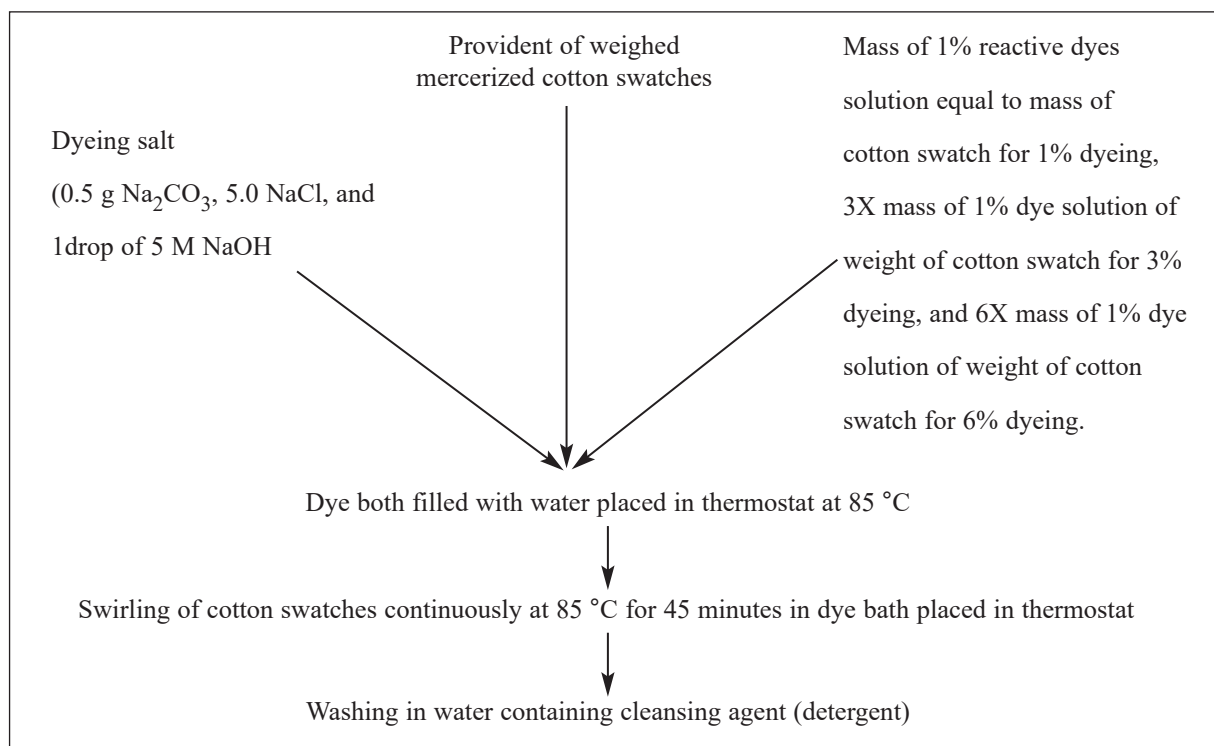 Provident of weighed
mercerized cotton swatches
Dyeing salt
(0.5 g Na₂CO₃, 5.0 NaCl, and
1drop of 5 M NaOH
Mass of 1% reactive dyes
solution equal to mass of
cotton swatch for 1% dyeing,
3X mass of 1% dye solution of
weight of cotton swatch for 3%
dyeing, and 6X mass of 1% dye
solution of weight of cotton
swatch for 6% dyeing.
Dye both filled with water placed in thermostat at 85 °C
Swirling of cotton swatches continuously at 85 °C for 45 minutes in dye bath placed in thermostat
Washing in water containing cleansing agent (detergent)